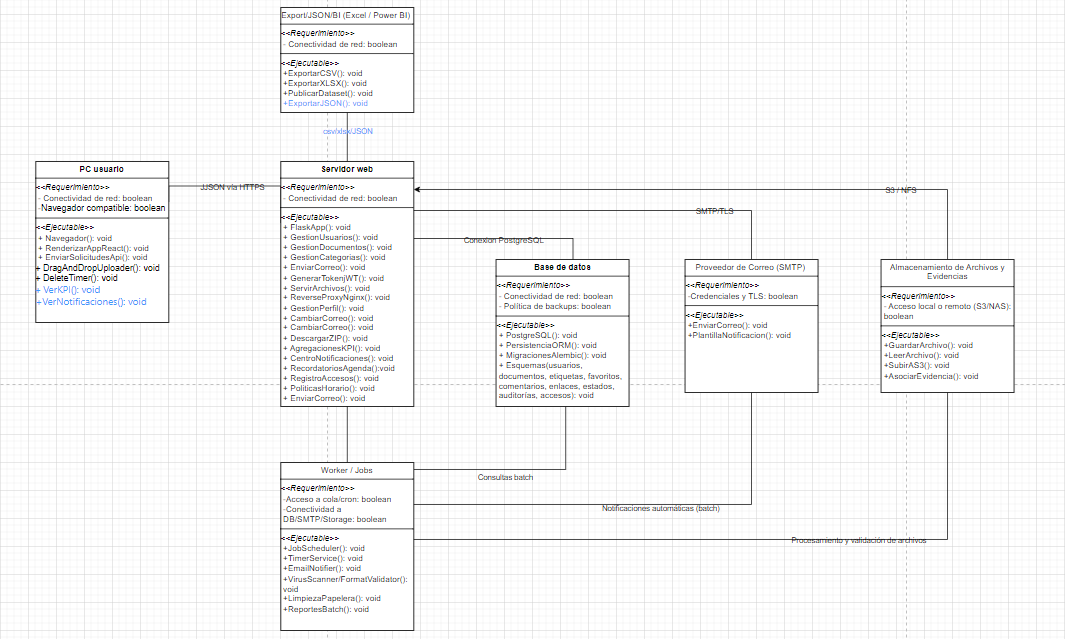 Export/JSON/BI (Excel / Power BI)
<<Requerimiento>>
- Conectividad de red: boolean
<<Ejecutable>>
+ExportarCSV(): void
+ExportarXLSX(): void
+PublicarDataset(): void
+ExportarJSON(): void
csv/xlsx/JSON
PC usuario
<<Requerimiento>>
- Conectividad de red: boolean
-Navegador compatible: boolean
<<Ejecutable>>
+ Navegador(): void
+ RenderizarAppReact(): void
+ EnviarSolicitudesApi(): void
+ DragAndDropUploader(): void
+ DeleteTimer(): void
+ VerKPI(): void
+VerNotificaciones(): void
JJSON vía HTTPS
Servidor web
<<Requerimiento>>
- Conectividad de red: boolean
<<Ejecutable>>
+ FlaskApp(): void
+ GestionUsuarios(): void
+ GestionDocumentos(): void
+ GestionCategorias(): void
+ EnviarCorreo(): void
+ GenerarTokenjWT(): void
+ ServirArchivos(): void
+ ReverseProxyNginx(): void
+ GestionPerfil(): void
+ CambiarCorreo(): void
+ CambiarCorreo(): void
+ DescargarZIP(): void
+ AgregacionesKPI(): void
+ CentroNotificaciones(): void
+ RecordatoriosAgenda():void
+ RegistroAccesos(): void
+ PoliticasHorario(): void
+ EnviarCorreo(): void
S3 / NFS
SMTP/TLS
Conexion PostgreSQL
Base de datos
<<Requerimiento>>
- Conectividad de red: boolean
- Política de backups: boolean
<<Ejecutable>>
+ PostgreSQL(): void
+ PersistenciaORM(): void
+ MigracionesAlembic(): void
+ Esquemas(usuarios,
documentos, etiquetas, favoritos,
comentarios, enlaces, estados,
auditorías, accesos): void
Proveedor de Correo (SMTP)
<<Requerimiento>>
-Credenciales y TLS: boolean
<<Ejecutable>>
+EnviarCorreo(): void
+PlantillaNotificacion(): void
Almacenamiento de Archivos y
Evidencias
<<Requerimiento>>
- Acceso local o remoto (S3/NAS):
boolean
<<Ejecutable>>
+GuardarArchivo(): void
+LeerArchivo(): void
+SubirAS3(): void
+AsociarEvidencia(): void
Worker / Jobs
<<Requerimiento>>
-Acceso a cola/cron: boolean
-Conectividad a
DB/SMTP/Storage: boolean
<<Ejecutable>>
+JobScheduler(): void
+TimerService(): void
+EmailNotifier(): void
+VirusScanner/FormatValidator():
void
+LimpiezaPapelera(): void
+ReportesBatch(): void
Consultas batch
Notificaciones automáticas (batch)
Procesamiento y validación de archivos